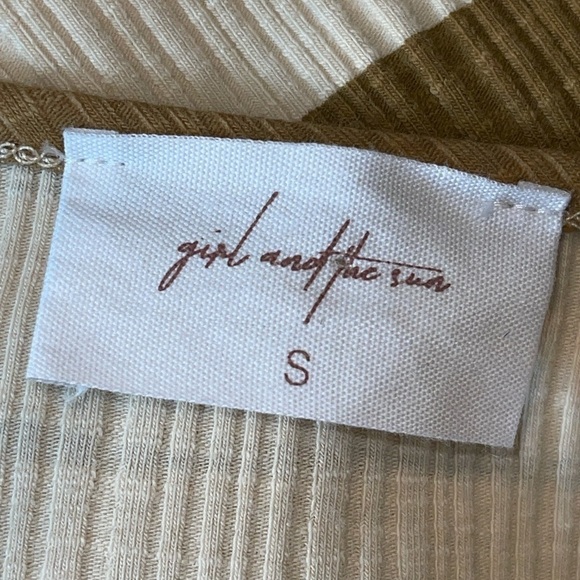 girl and the sun
S